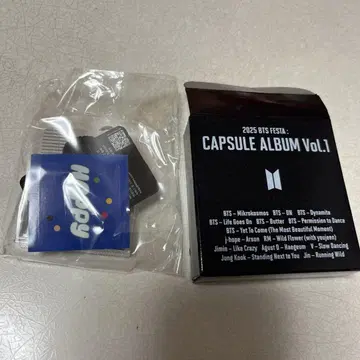 Happy
2025 BTS FESTA :
CAPSULE ALBUM Vol.1
BTS – Mikrokosmos BTS – ON BTS – Dynamite
BTS – Life Goes On BTS – Butter BTS – Permission to Dance
BTS – Yet To Come (The Most Beautiful Moment)
j-hope – Arson RM – Wild Flower (with youjeen)
Jimin – Like Crazy Agust D – Haegeum V – Slow Dancing
Jung Kook – Standing Next to You Jin – Running Wild